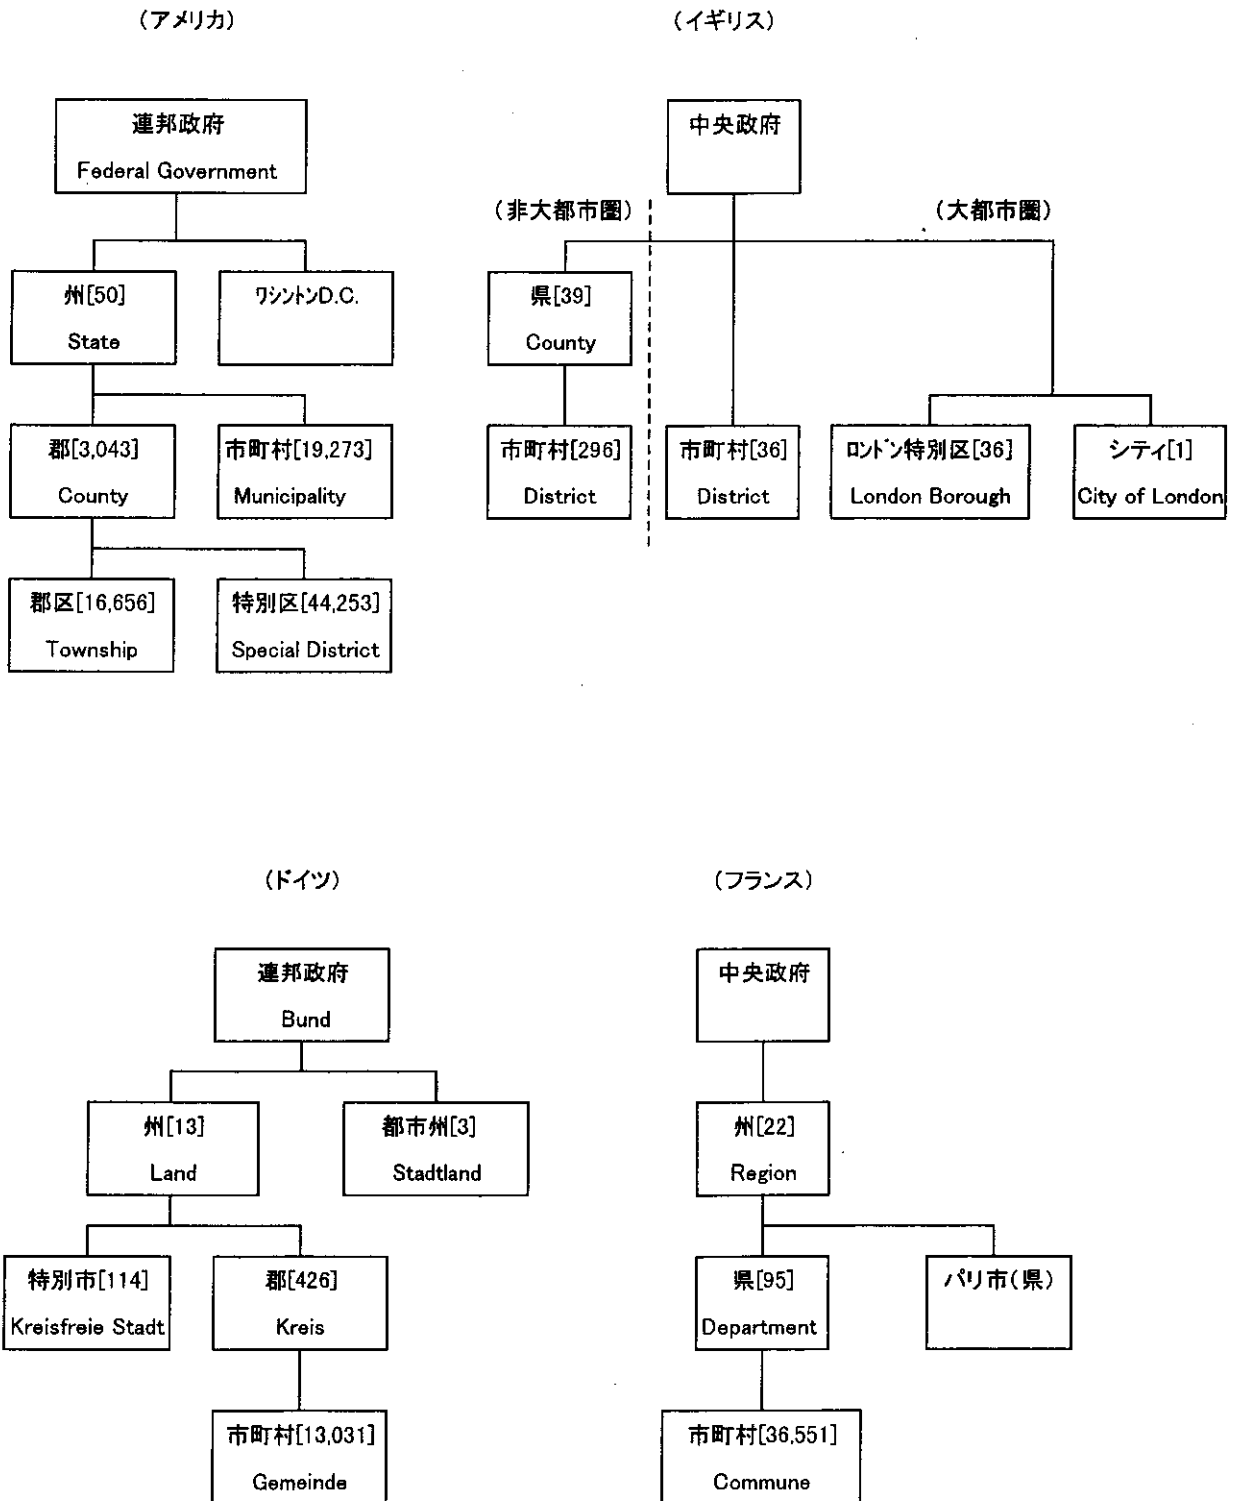 (アメリカ)
連邦政府
Federal Government
州[50]
State
ワシントンD.C.
郡[3,043]
County
市町村[19,273]
Municipality
郡区[16,656]
Township
特別区[44,253]
Special District
(イギリス)
中央政府
(非大都市圏)
(大都市圏)
県[39]
County
市町村[296]
District
市町村[36]
District
ロンドン特別区[36]
London Borough
シティ[1]
City of London
(ドイツ)
連邦政府
Bund
州[13]
Land
都市州[3]
Stadtland
特別市[114]
Kreisfreie Stadt
郡[426]
Kreis
市町村[13,031]
Gemeinde
(フランス)
中央政府
州[22]
Region
県[95]
Department
パリ市(県)
市町村[36,551]
Commune